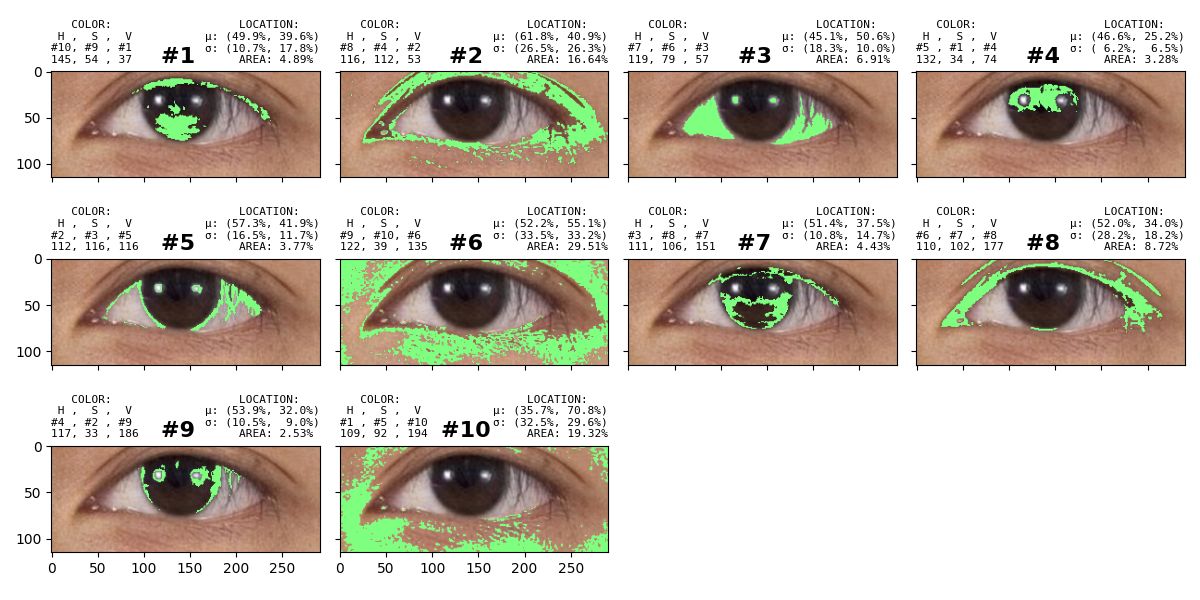 COLOR: LOCATION:
H , S , V μ: (49.9%, 39.6%)
#10, #9 , #1 #1 σ: (10.7%, 17.8%)
145, 54 , 37 AREA: 4.89%
COLOR: LOCATION:
H , S , V μ: (61.8%, 40.9%)
#8 , #4 , #2 #2 σ: (26.5%, 26.3%)
116, 112, 53 AREA: 16.64%
COLOR: LOCATION:
H , S , V μ: (45.1%, 50.6%)
#7 , #6 , #3 #3 σ: (18.3%, 10.0%)
119, 79 , 57 AREA: 6.91%
COLOR: LOCATION:
H , S , V μ: (46.6%, 25.2%)
#5 , #1 , #4 #4 σ: ( 6.2%, 6.5%)
132, 34 , 74 AREA: 3.28%
0
50
100
COLOR: LOCATION:
H , S , V μ: (57.3%, 41.9%)
#2 , #3 , #5 #5 σ: (16.5%, 11.7%)
112, 116, 116 AREA: 3.77%
COLOR: LOCATION:
H , S , V μ: (52.2%, 55.1%)
#9 , #10, #6 #6 σ: (33.5%, 33.2%)
122, 39 , 135 AREA: 29.51%
COLOR: LOCATION:
H , S , V μ: (51.4%, 37.5%)
#3 , #8 , #7 #7 σ: (10.8%, 14.7%)
111, 106, 151 AREA: 4.43%
COLOR: LOCATION:
H , S , V μ: (52.0%, 34.0%)
#6 , #7 , #8 #8 σ: (28.2%, 18.2%)
110, 102, 177 AREA: 8.72%
0
50
100
COLOR: LOCATION:
H , S , V μ: (53.9%, 32.0%)
#4 , #2 , #9 #9 σ: (10.5%, 9.0%)
117, 33 , 186 AREA: 2.53%
COLOR: LOCATION:
H , S , V μ: (35.7%, 70.8%)
#1 , #5 , #10 #10 σ: (32.5%, 29.6%)
109, 92 , 194 AREA: 19.32%
0
50
100
0 50 100 150 200 250
0 50 100 150 200 250